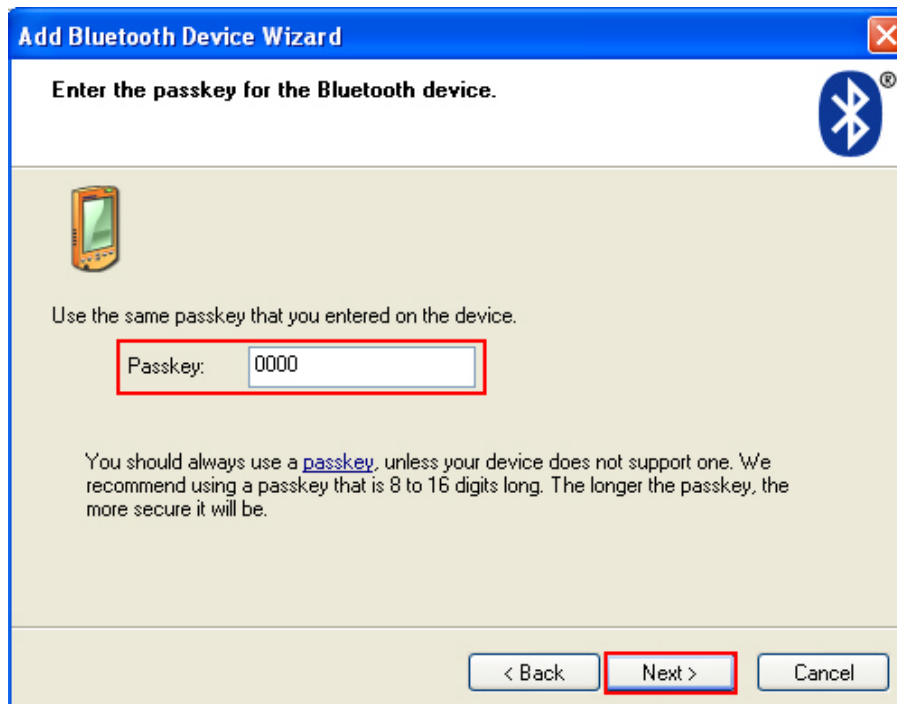 Add Bluetooth Device Wizard
Enter the passkey for the Bluetooth device.
®
Use the same passkey that you entered on the device.
Passkey: 0000
You should always use a passkey, unless your device does not support one. We
recommend using a passkey that is 8 to 16 digits long. The longer the passkey, the
more secure it will be.
< Back Next > Cancel